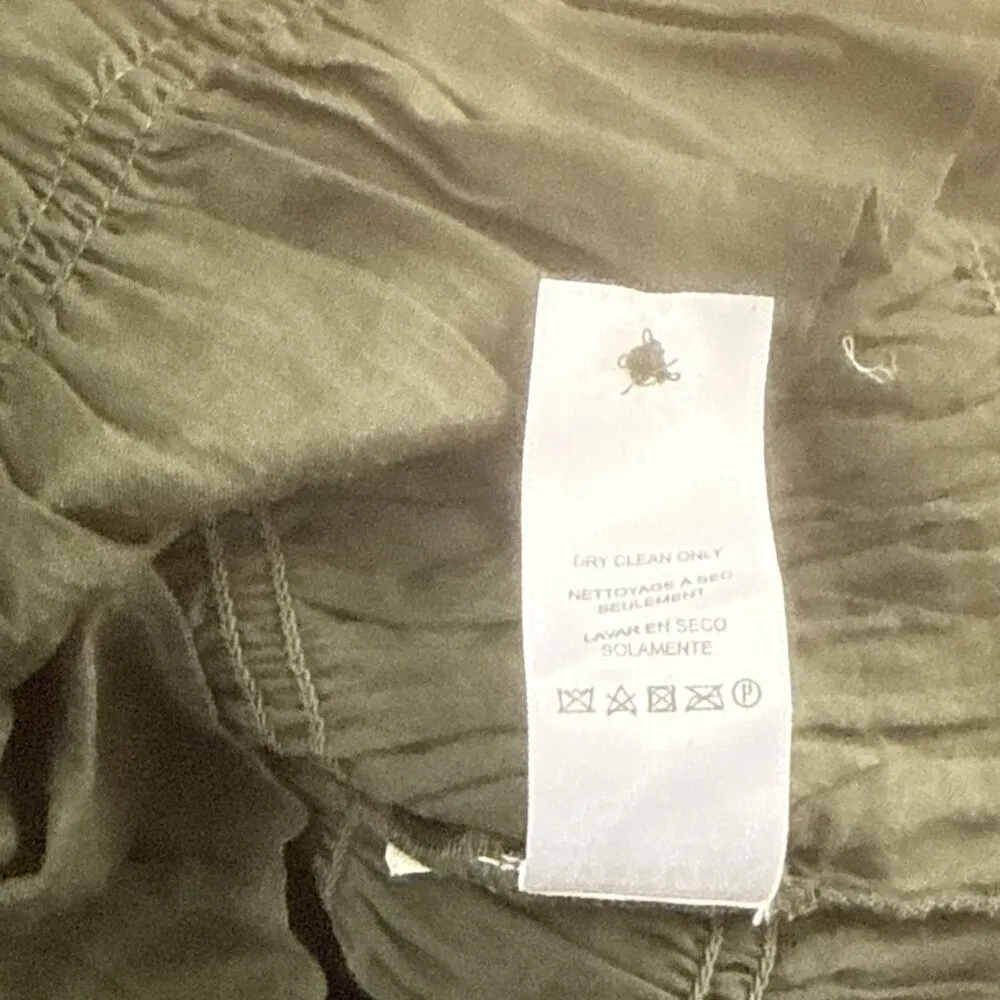 DRY CLEAN ONLY
NETTOYAGE A SEC
SEULEMENT
LAVAR EN SECO
SOLAMENTE
P